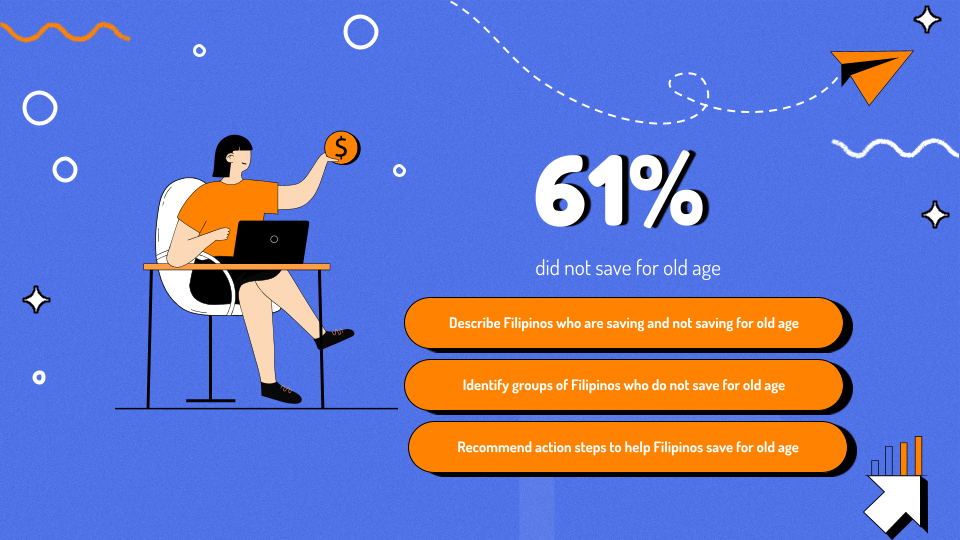 $
61%
did not save for old age
Describe Filipinos who are saving and not saving for old age
Identify groups of Filipinos who do not save for old age
Recommend action steps to help Filipinos save for old age